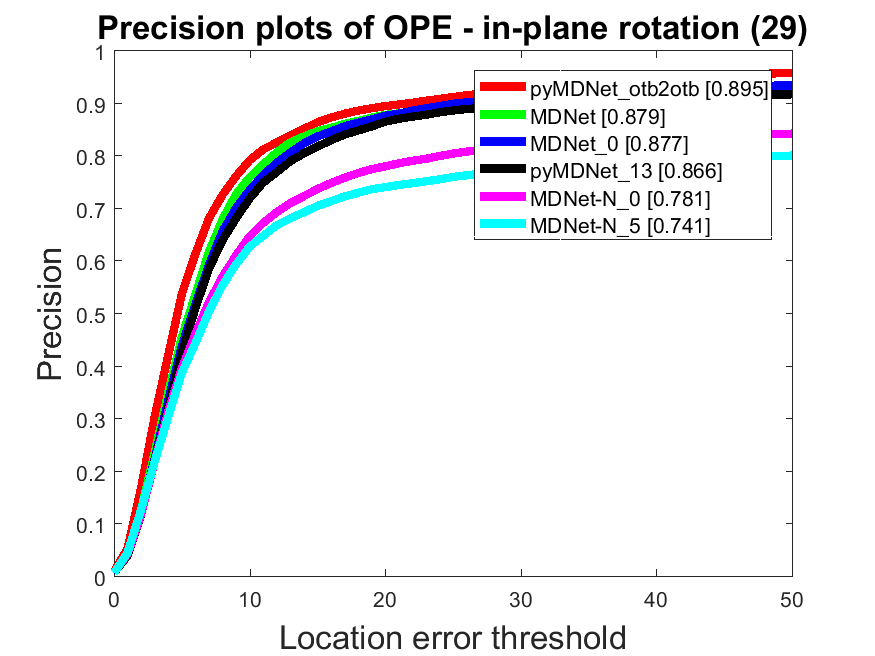 Precision plots of OPE - in-plane rotation (29)
1
0.9
0.8
0.7
0.6
0.5
0.4
0.3
0.2
0.1
0
Precision
pyMDNet_otb2otb [0.895]
MDNet [0.879]
MDNet_0 [0.877]
pyMDNet_13 [0.866]
MDNet-N_0 [0.781]
MDNet-N_5 [0.741]
0 10 20 30 40 50
Location error threshold